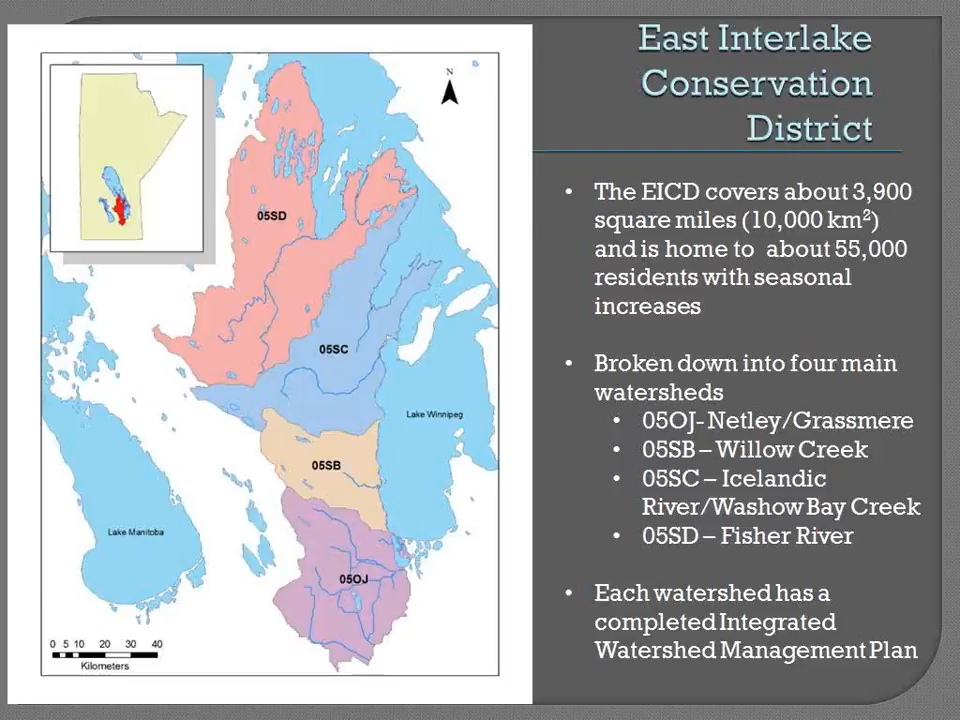 East Interlake
Conservation
District
• The EICD covers about 3,900
square miles (10,000 km²)
and is home to about 55,000
residents with seasonal
increases
• Broken down into four main
watersheds
• 05OJ- Netley/Grassmere
• 05SB – Willow Creek
• 05SC – Icelandic
River/Washow Bay Creek
• 05SD – Fisher River
• Each watershed has a
completed Integrated
Watershed Management Plan
N
05SD
05SC
Lake Winnipeg
05SB
Lake Manitoba
05OJ
0 5 10 20 30 40
Kilometers